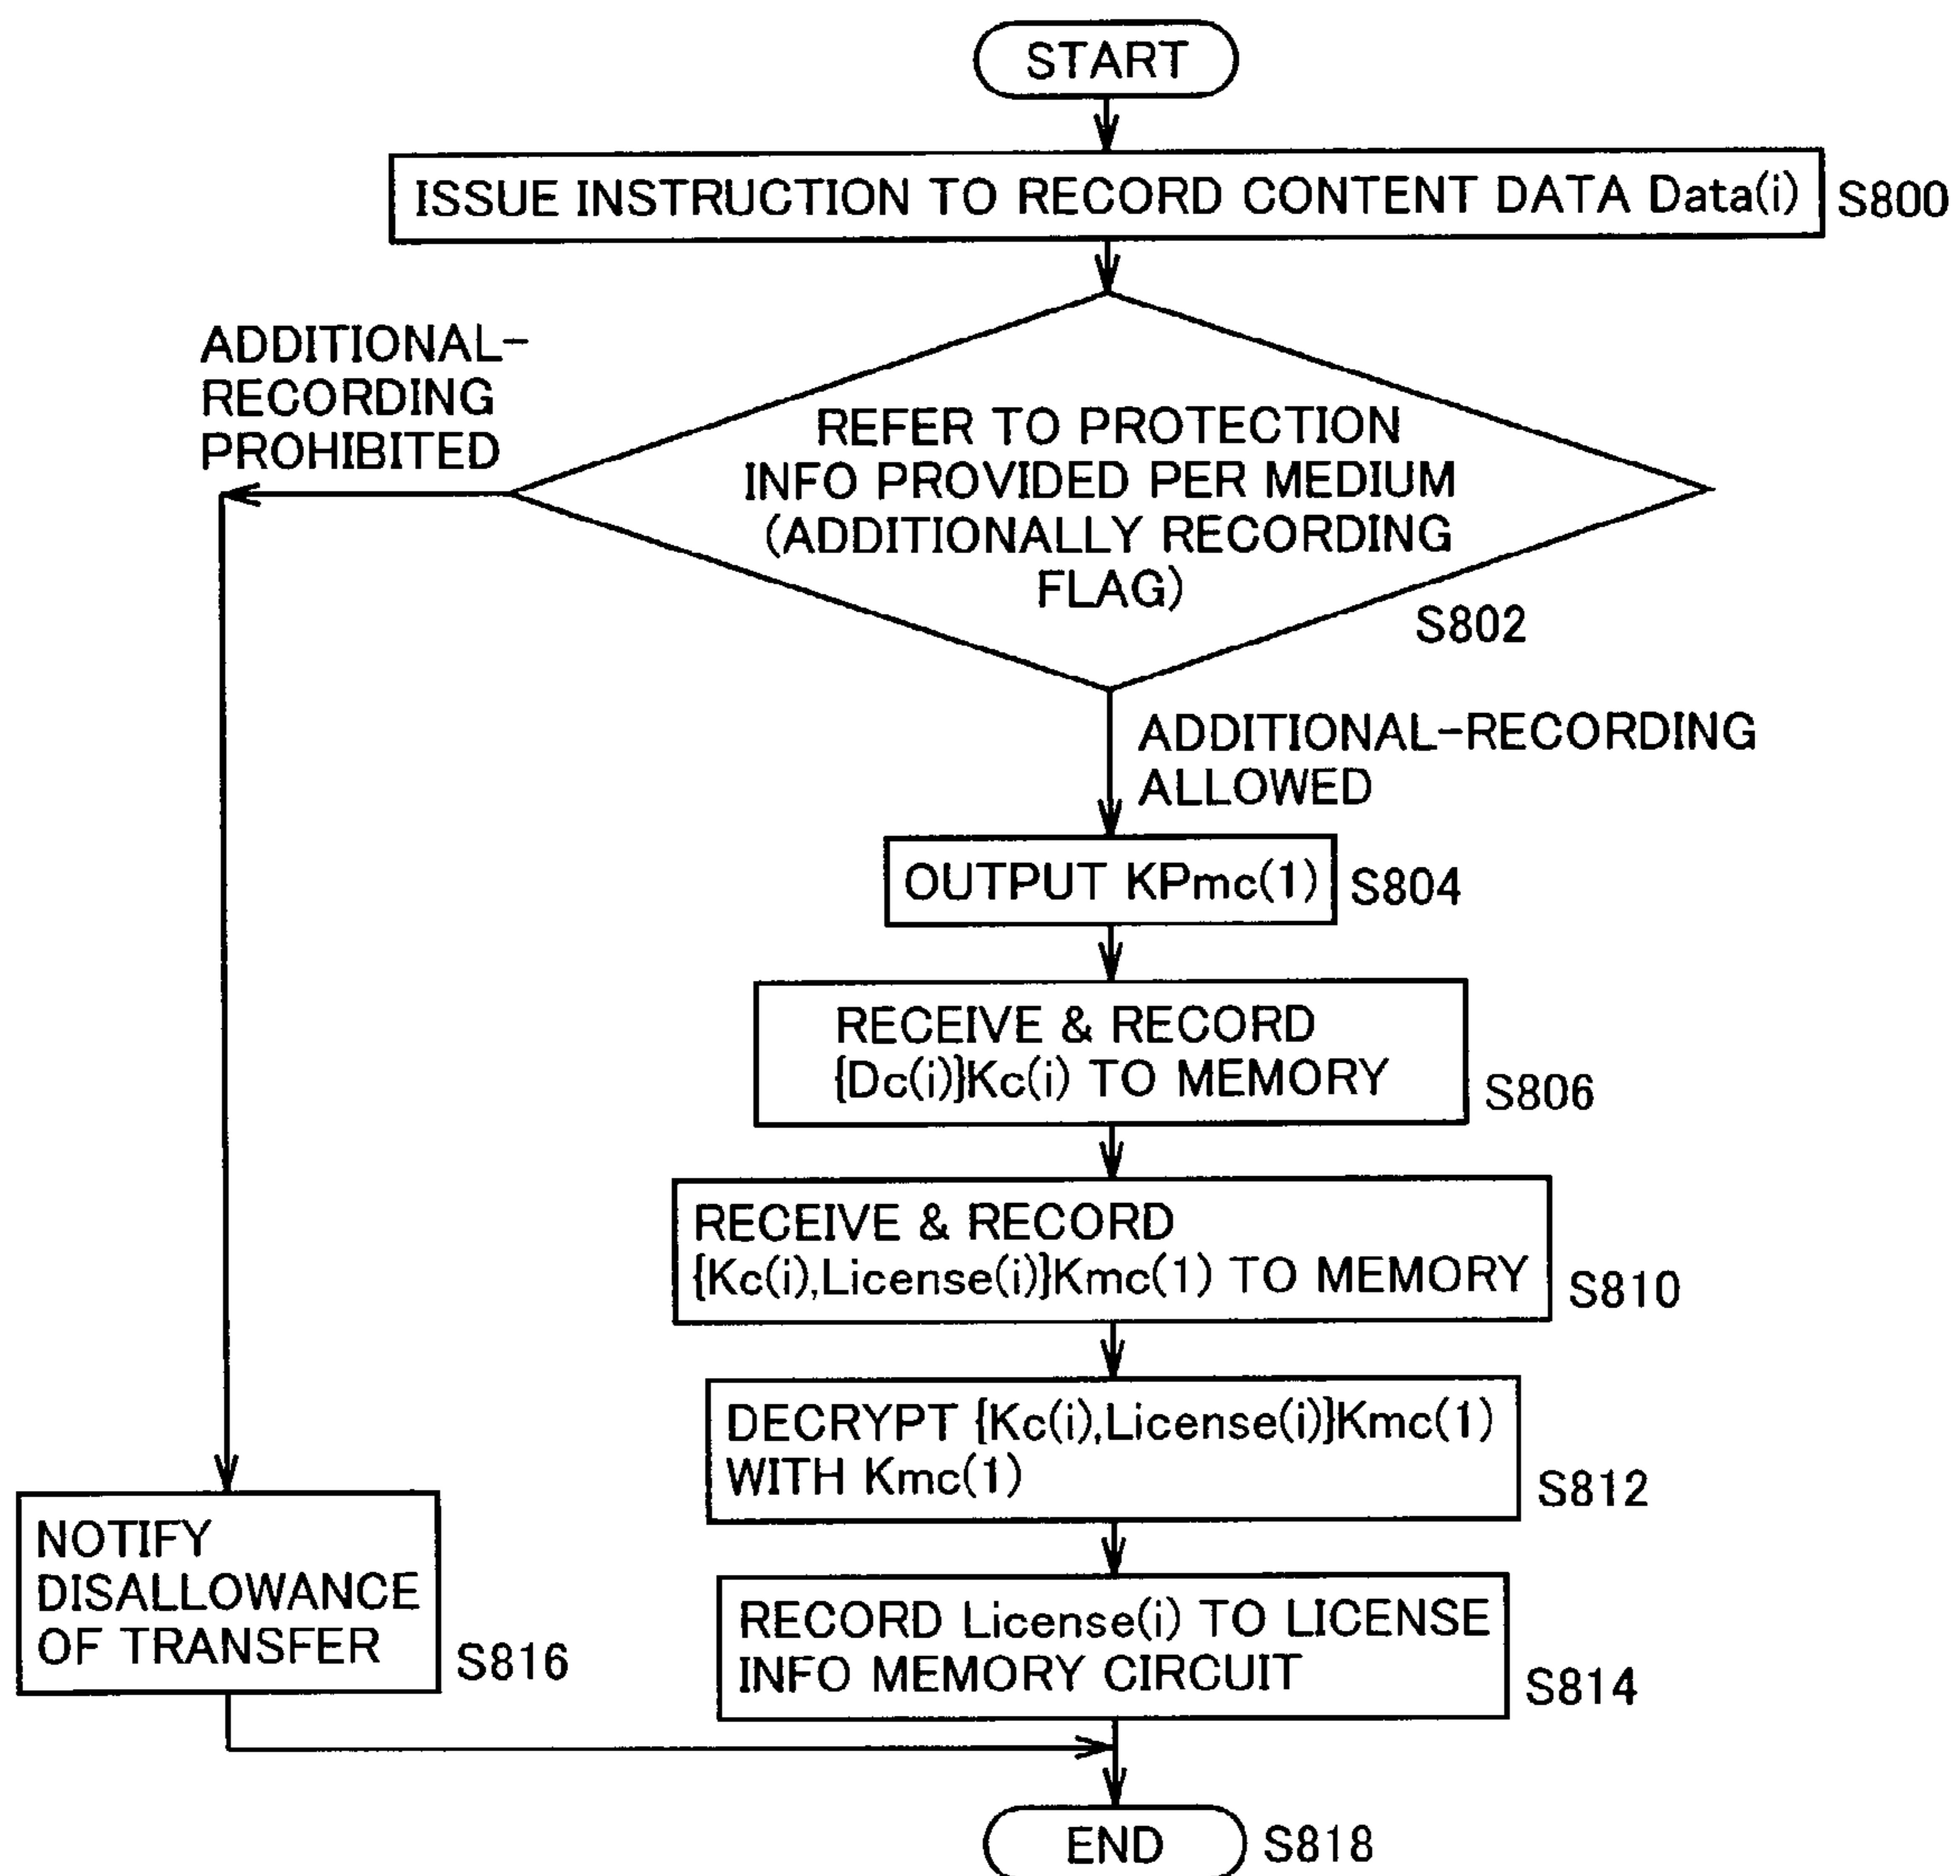 START
ISSUE INSTRUCTION TO RECORD CONTENT DATA Data(i)
S800
ADDITIONAL-
RECORDING
PROHIBITED
REFER TO PROTECTION
INFO PROVIDED PER MEDIUM
(ADDITIONALLY RECORDING
FLAG)
S802
ADDITIONAL-RECORDING
ALLOWED
OUTPUT KPmc(1)
S804
RECEIVE & RECORD
{Dc(i)}Kc(i) TO MEMORY
S806
RECEIVE & RECORD
{Kc(i),License(i)}Kmc(1) TO MEMORY
S810
DECRYPT {Kc(i),License(i)}Kmc(1)
WITH Kmc(1)
S812
NOTIFY
DISALLOWANCE
OF TRANSFER
S816
RECORD License(i) TO LICENSE
INFO MEMORY CIRCUIT
S814
END
S818